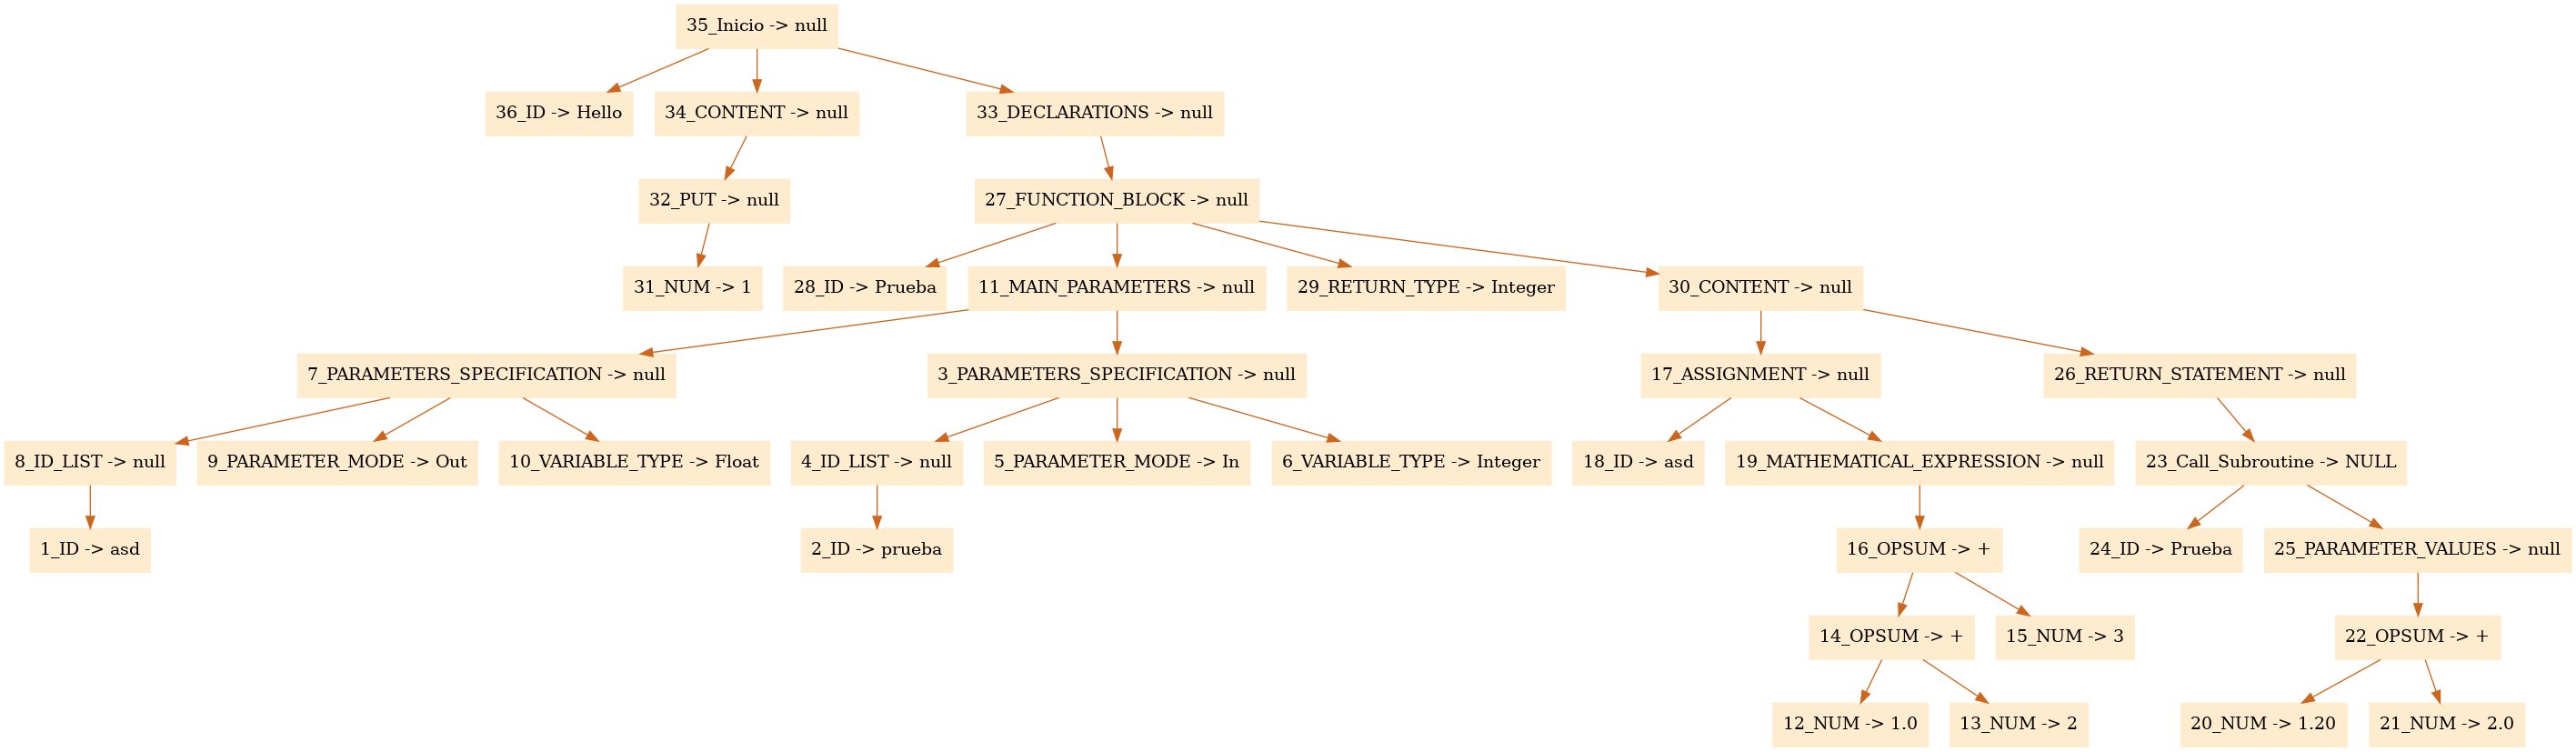 35_Inicio -> null
36_ID -> Hello
34_CONTENT -> null
33_DECLARATIONS -> null
32_PUT -> null
27_FUNCTION_BLOCK -> null
31_NUM -> 1
28_ID -> Prueba
11_MAIN_PARAMETERS -> null
29_RETURN_TYPE -> Integer
30_CONTENT -> null
7_PARAMETERS_SPECIFICATION -> null
3_PARAMETERS_SPECIFICATION -> null
17_ASSIGNMENT -> null
26_RETURN_STATEMENT -> null
8_ID_LIST -> null
9_PARAMETER_MODE -> Out
10_VARIABLE_TYPE -> Float
4_ID_LIST -> null
5_PARAMETER_MODE -> In
6_VARIABLE_TYPE -> Integer
18_ID -> asd
19_MATHEMATICAL_EXPRESSION -> null
23_Call_Subroutine -> NULL
1_ID -> asd
2_ID -> prueba
16_OPSUM -> +
24_ID -> Prueba
25_PARAMETER_VALUES -> null
14_OPSUM -> +
15_NUM -> 3
22_OPSUM -> +
12_NUM -> 1.0
13_NUM -> 2
20_NUM -> 1.20
21_NUM -> 2.0